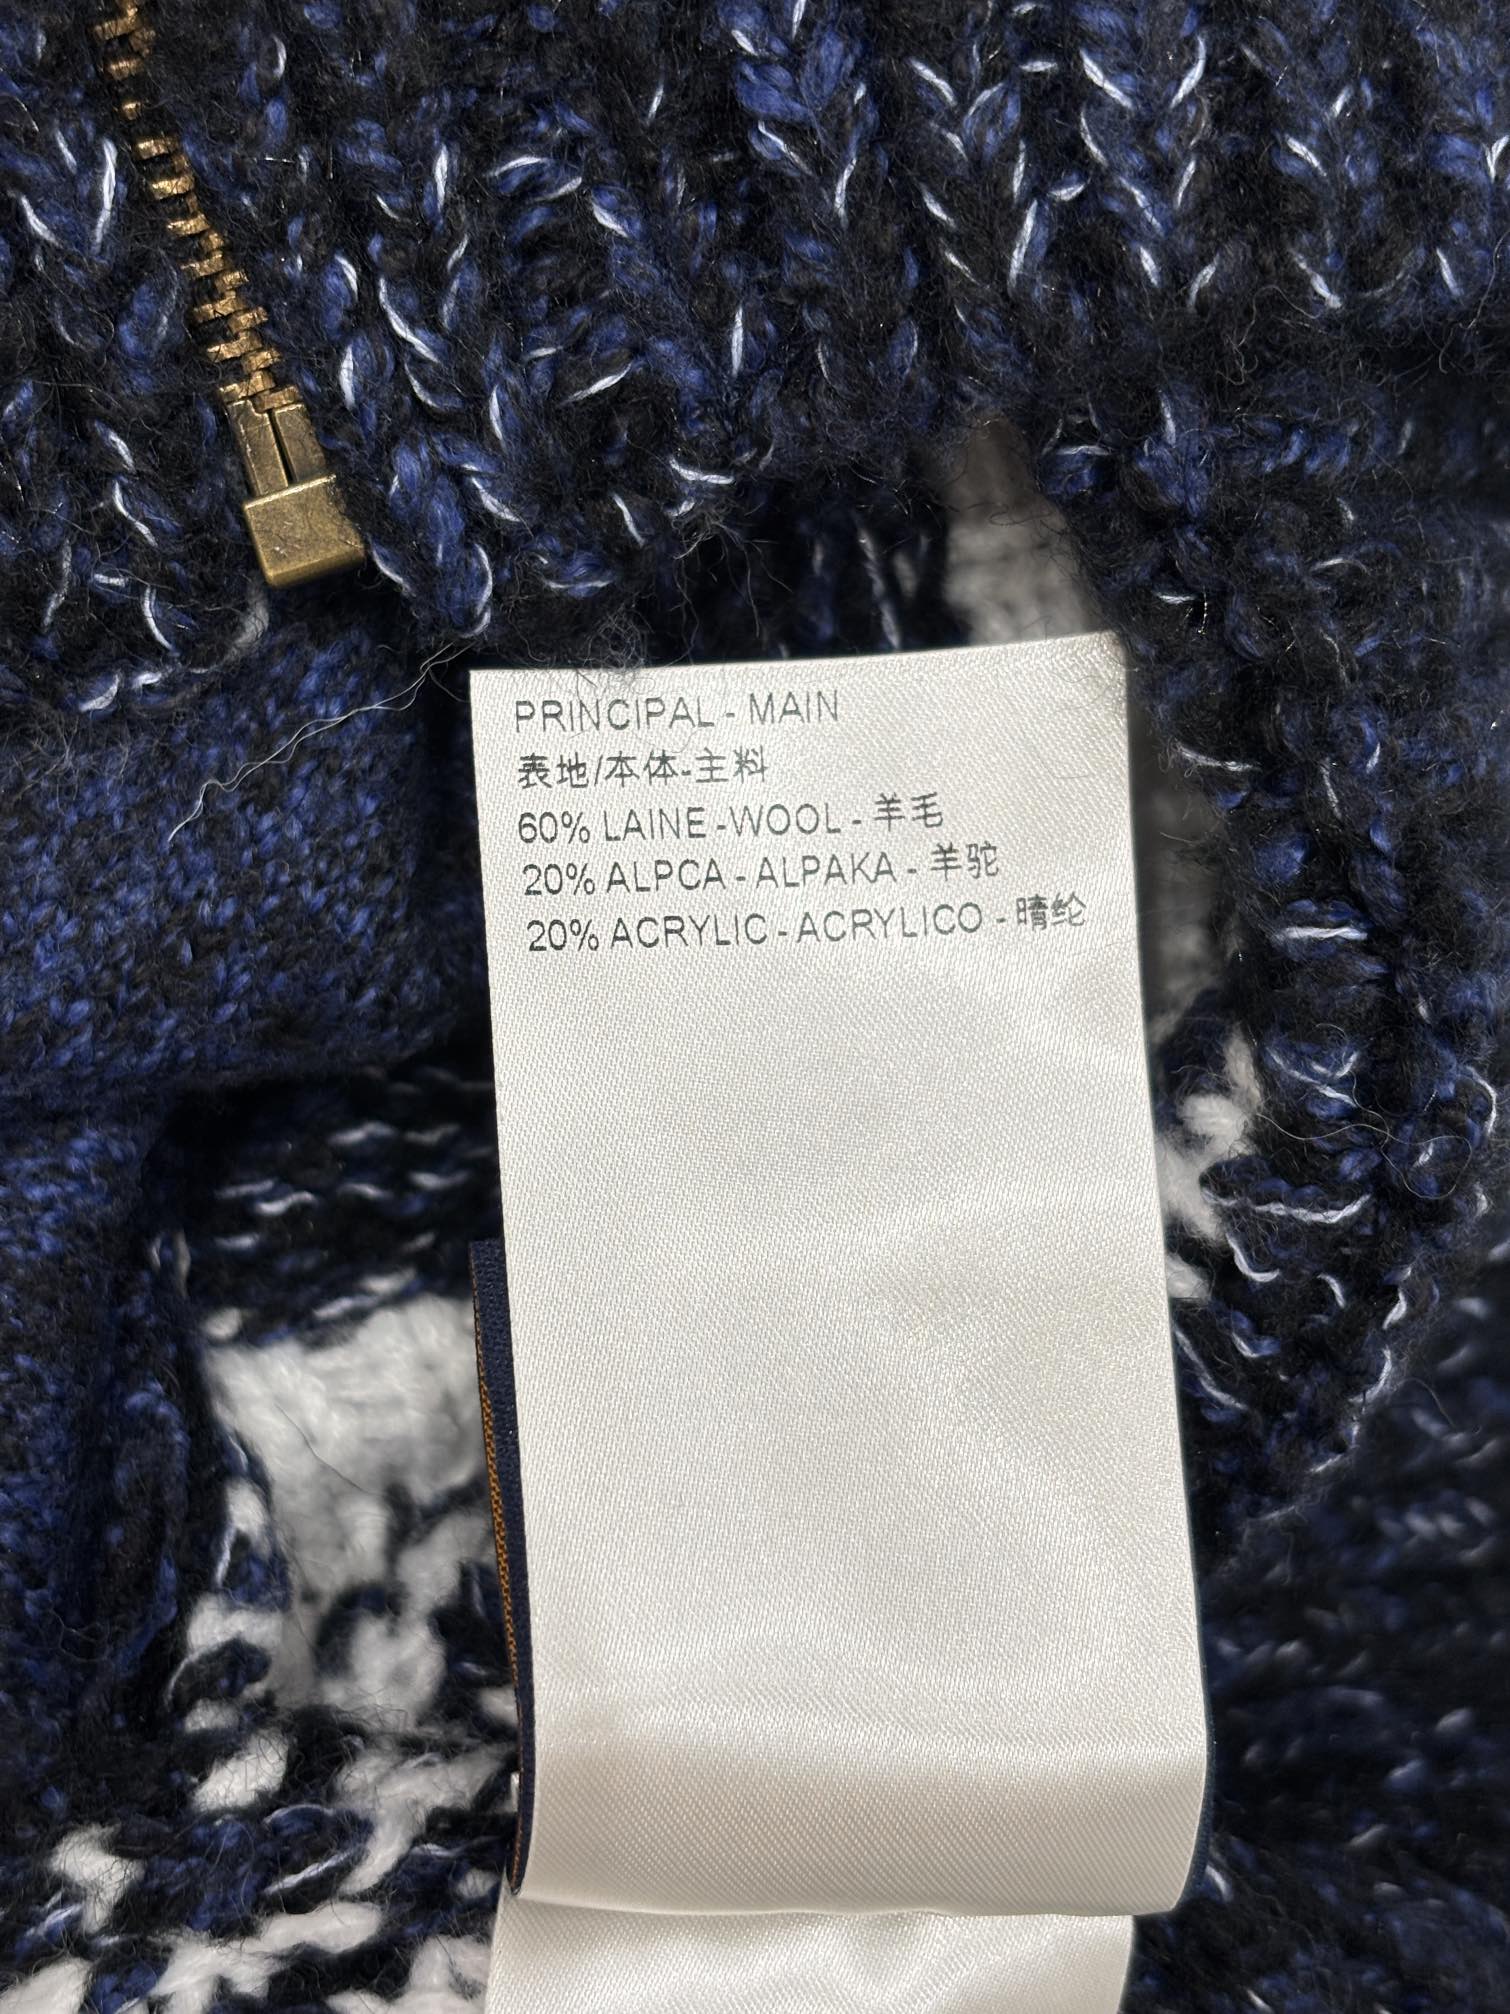 PRINCIPAL - MAIN
表地/本体-主料
60% LAINE -WOOL - 羊毛
20% ALPCA - ALPAKA - 羊驼
20% ACRYLIC - ACRYLICO - 晴纶